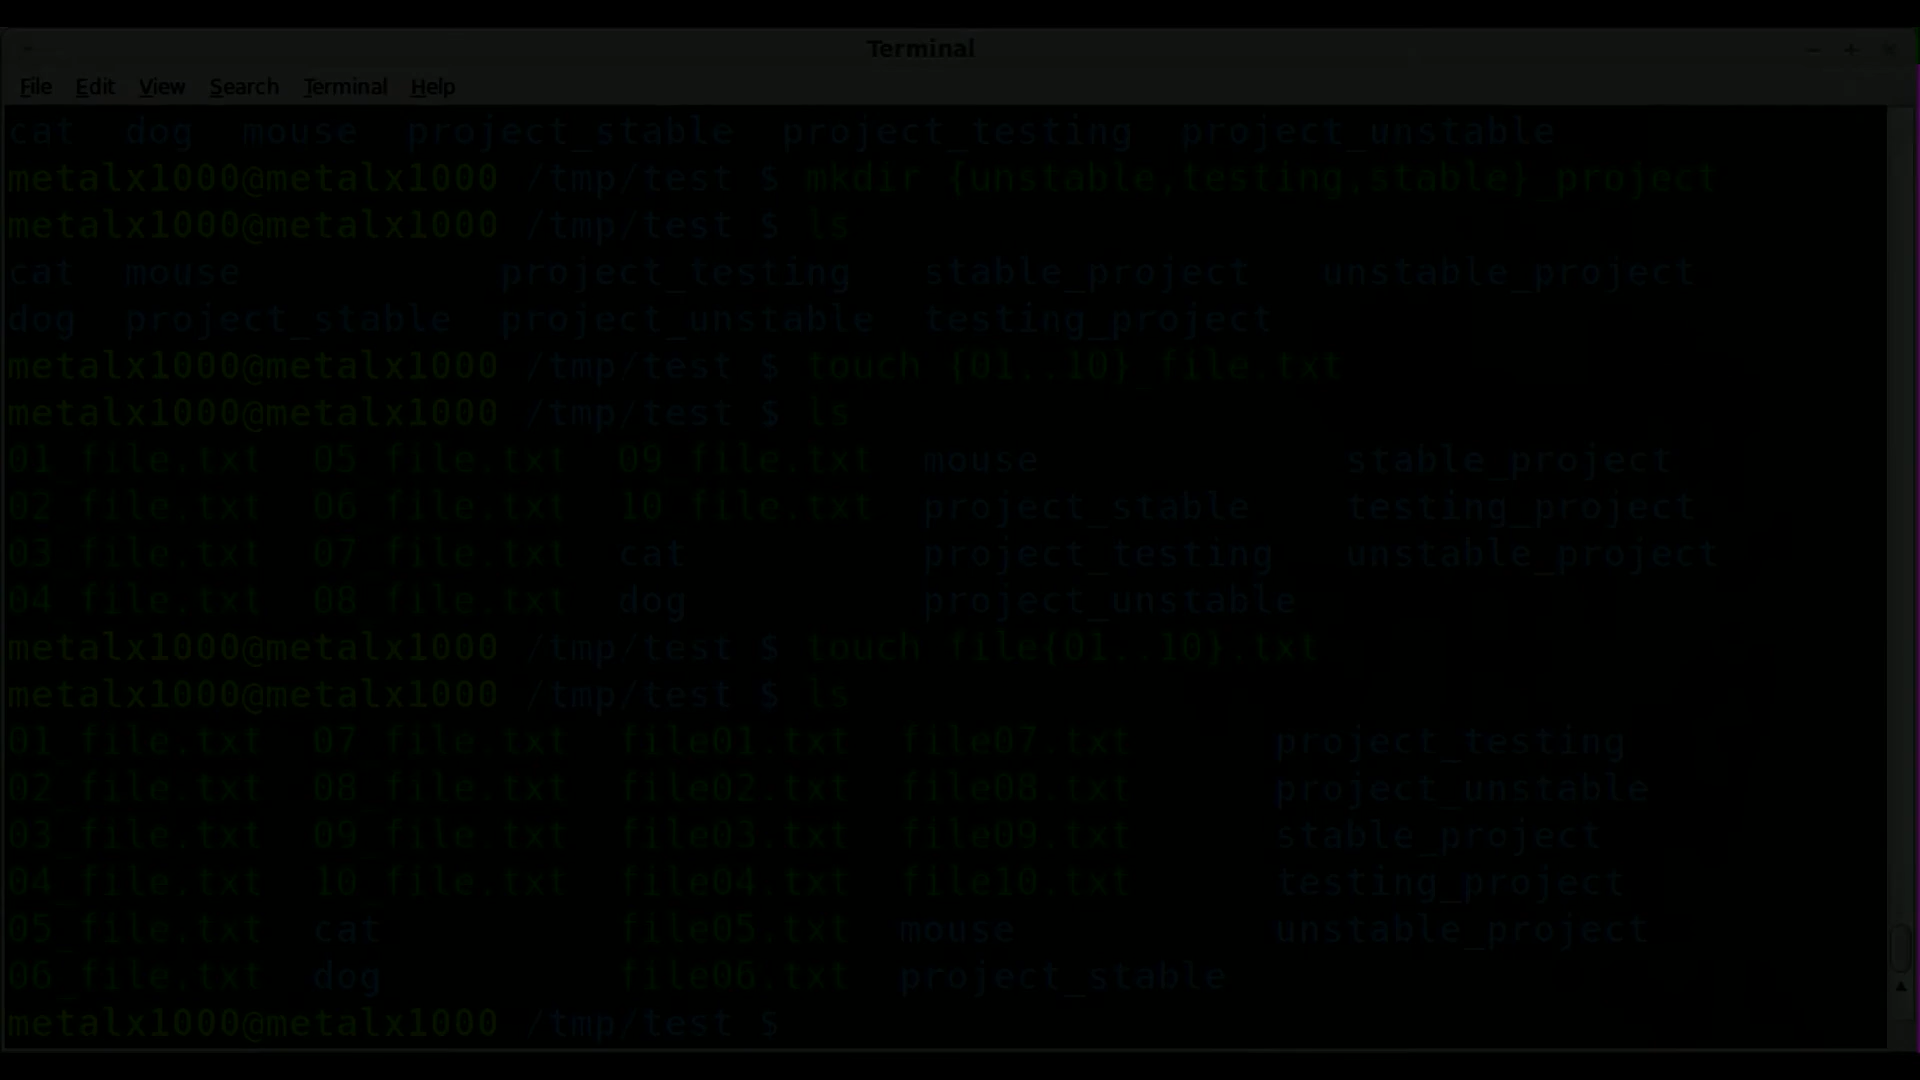 Terminal
File Edit View Search Terminal Help
cat dog mouse project_stable project_testing project_unstable
metalx1000@metalx1000 /tmp/test $ mkdir {unstable,testing,stable}_project
metalx1000@metalx1000 /tmp/test $ ls
cat mouse project_testing stable_project unstable_project
dog project_stable project_unstable testing_project
metalx1000@metalx1000 /tmp/test $ touch {01..10}_file.txt
metalx1000@metalx1000 /tmp/test $ ls
01_file.txt 05_file.txt 09_file.txt mouse stable_project
02_file.txt 06_file.txt 10_file.txt project_stable testing_project
03_file.txt 07_file.txt cat project_testing unstable_project
04_file.txt 08_file.txt dog project_unstable
metalx1000@metalx1000 /tmp/test $ touch file{01..10}.txt
metalx1000@metalx1000 /tmp/test $ ls
01_file.txt 07_file.txt file01.txt file07.txt project_testing
02_file.txt 08_file.txt file02.txt file08.txt project_unstable
03_file.txt 09_file.txt file03.txt file09.txt stable_project
04_file.txt 10_file.txt file04.txt file10.txt testing_project
05_file.txt cat file05.txt mouse unstable_project
06_file.txt dog file06.txt project_stable
metalx1000@metalx1000 /tmp/test $